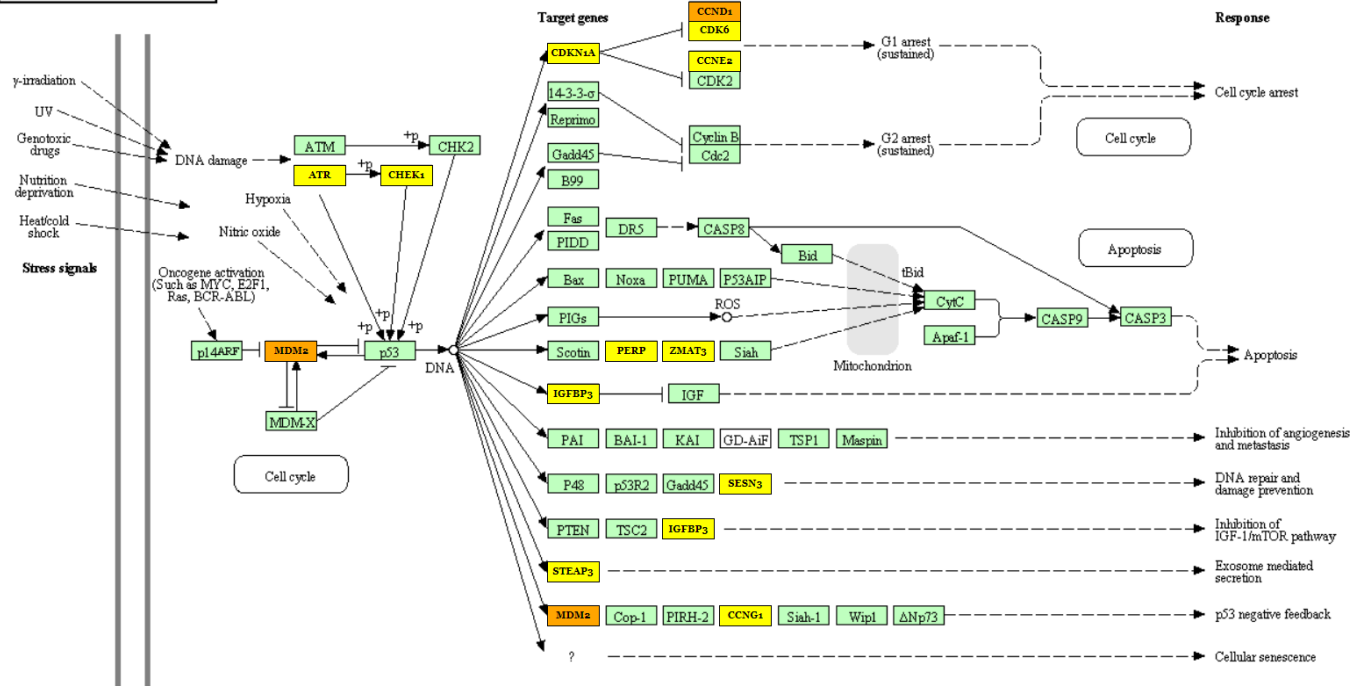 Target genes
Response
γ-irradiation
UV
Genotoxic
drugs
Nutrition
deprivation
Heat/cold
shock
Stress signals
DNA damage
ATM
+p
CHK2
ATR
+p
CHEK1
Hypoxia
Nitric oxide
Oncogene activation
(Such as MYC, E2F1,
Ras, BCR-ABL)
+p
+p
+p
p14ARF
MDM2
p53
DNA
MDM-X
Cell cycle
CCND1
CDK6
CDKN1A
CCNE2
CDK2
G1 arrest
(sustained)
14-3-3-σ
Reprimo
Cyclin B
Cdc2
G2 arrest
(sustained)
Cell cycle arrest
Cell cycle
Gadd45
B99
Fas
PIDD
DR5
CASP8
Bid
tBid
Apoptosis
Bax
Noxa
PUMA
P53AIP
PIGs
ROS
CytC
Apaf-1
CASP9
CASP3
Scotin
PERP
ZMAT3
Siah
Mitochondrion
Apoptosis
IGFBP3
IGF
PAI
BAI-1
KAI
GD-AiF
TSP1
Maspin
Inhibition of angiogenesis
and metastasis
P48
p53R2
Gadd45
SESN3
DNA repair and
damage prevention
PTEN
TSC2
IGFBP3
Inhibition of
IGF-1/mTOR pathway
STEAP3
Exosome mediated
secretion
MDM2
Cop-1
PIRH-2
CCNG1
Siah-1
Wip1
ΔNp73
p53 negative feedback
?
Cellular senescence